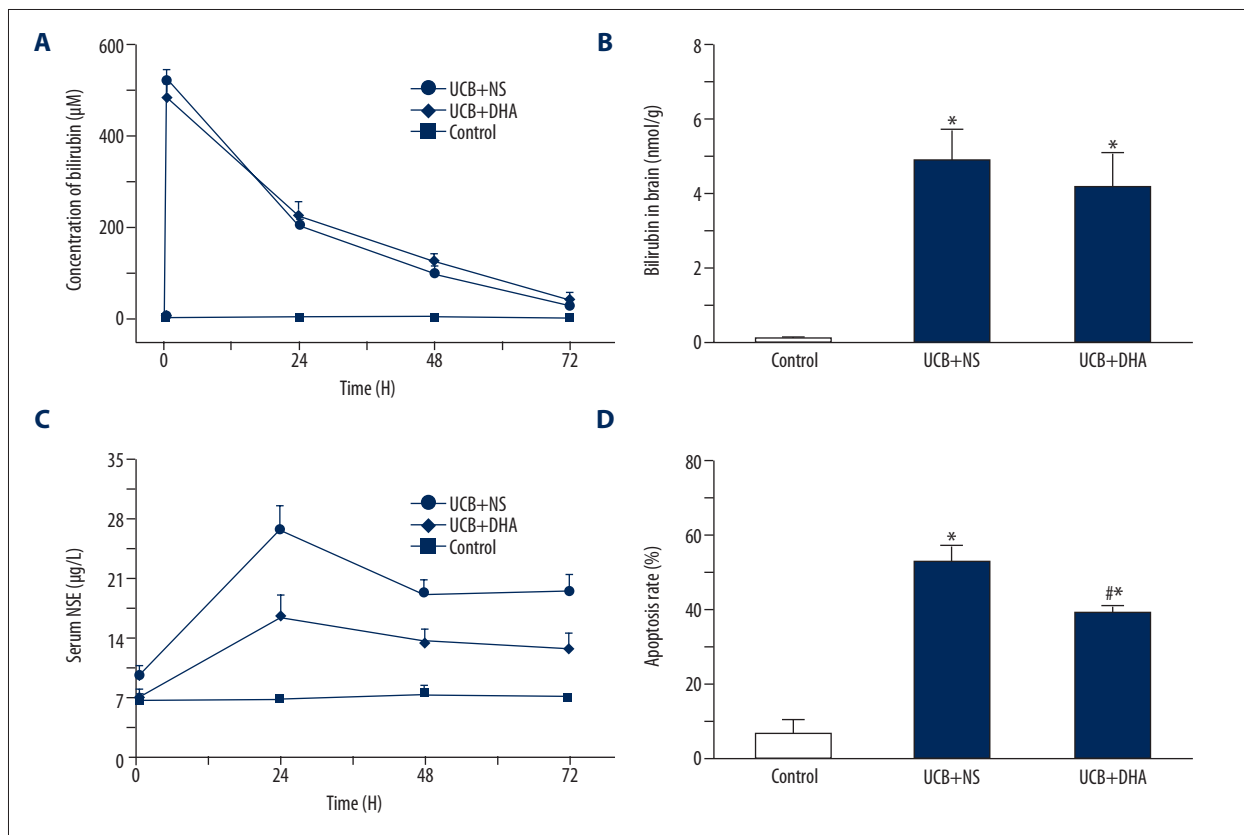 A
Concentration of bilirubin (µM)
600
400
200
0
UCB+NS
UCB+DHA
Control
0 24 48 72
Time (H)
B
Bilirubin in brain (nmol/g)
8
6
4
2
0
* *
Control UCB+NS UCB+DHA
C
Serum NSE (µg/L)
35
28
21
14
7
0
UCB+NS
UCB+DHA
Control
0 24 48 72
Time (H)
D
Apoptosis rate (%)
80
60
40
20
0
*
#*
Control UCB+NS UCB+DHA